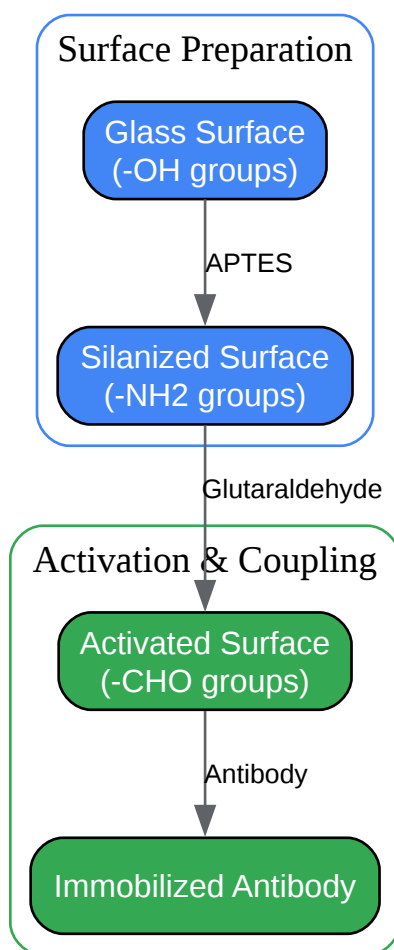 Surface Preparation
Glass Surface
(-OH groups)
APTES
Silanized Surface
(-NH2 groups)
Glutaraldehyde
Activation & Coupling
Activated Surface
(-CHO groups)
Antibody
Immobilized Antibody